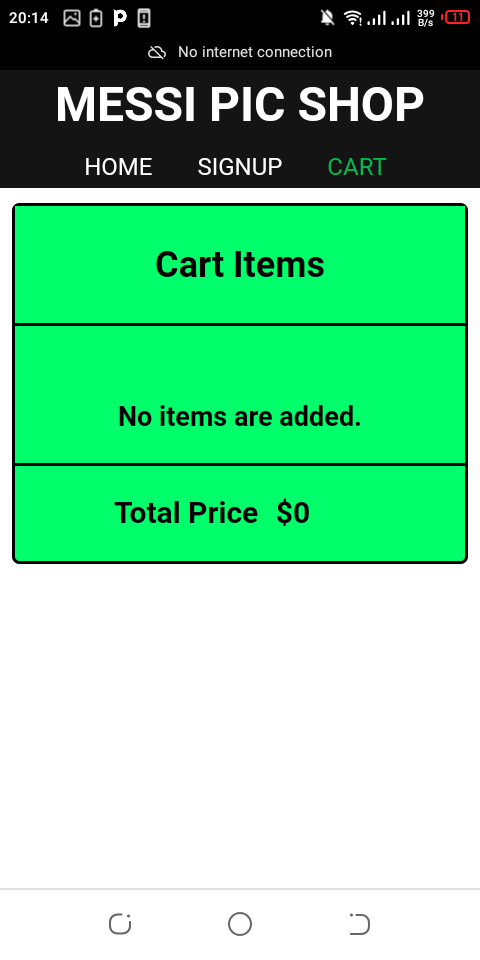 20:14 399 B/s 11
No internet connection
MESSI PIC SHOP
HOME SIGNUP CART
Cart Items
No items are added.
Total Price $0